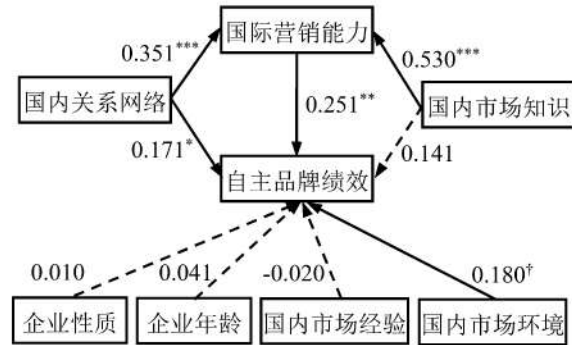 国际营销能力
0.351***
0.530***
国内关系网络
0.251**
国内市场知识
0.171*
0.141
自主品牌绩效
0.010
0.041
-0.020
0.180†
企业性质
企业年龄
国内市场经验
国内市场环境